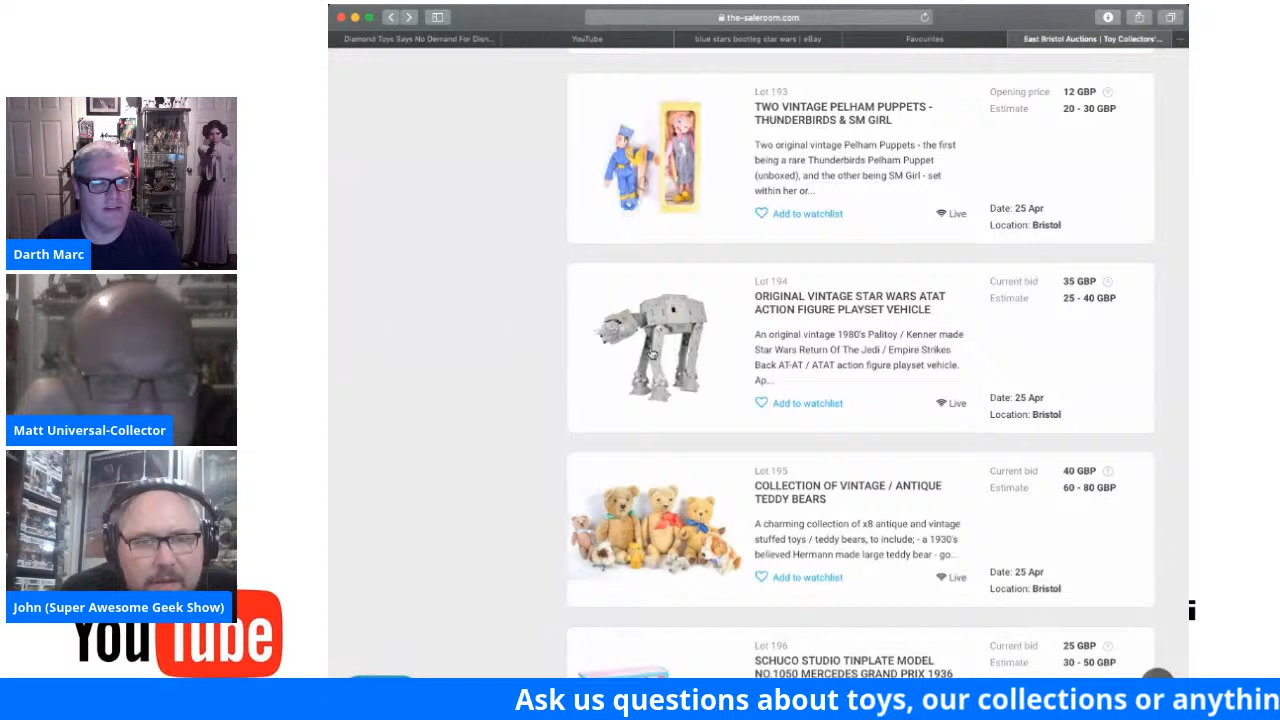 the-saleroom.com
Diamond Toys Says No Demand For Disn...
YouTube
blue stars bootleg star wars | eBay
Favourites
East Bristol Auctions | Toy Collectors'...
Lot 193
TWO VINTAGE PELHAM PUPPETS -
THUNDERBIRDS & SM GIRL
Two original vintage Pelham Puppets - the first
being a rare Thunderbirds Pelham Puppet
(unboxed), and the other being SM Girl - set
within her or...
Add to watchlist
Live
Opening price 12 GBP
Estimate 20 - 30 GBP
Date: 25 Apr
Location: Bristol
Lot 194
ORIGINAL VINTAGE STAR WARS ATAT
ACTION FIGURE PLAYSET VEHICLE
An original vintage 1980's Palitoy / Kenner made
Star Wars Return Of The Jedi / Empire Strikes
Back AT-AT / ATAT action figure playset vehicle.
Ap...
Add to watchlist
Live
Current bid 35 GBP
Estimate 25 - 40 GBP
Date: 25 Apr
Location: Bristol
Lot 195
COLLECTION OF VINTAGE / ANTIQUE
TEDDY BEARS
A charming collection of x8 antique and vintage
stuffed toys / teddy bears, to include; - a 1930's
believed Hermann made large teddy bear - go...
Add to watchlist
Live
Current bid 40 GBP
Estimate 60 - 80 GBP
Date: 25 Apr
Location: Bristol
Lot 196
SCHUCO STUDIO TINPLATE MODEL
NO.1050 MERCEDES GRAND PRIX 1936
Current bid 25 GBP
Estimate 30 - 50 GBP
Darth Marc
Matt Universal-Collector
John (Super Awesome Geek Show)
YouTube
i
Ask us questions about toys, our collections or anythin